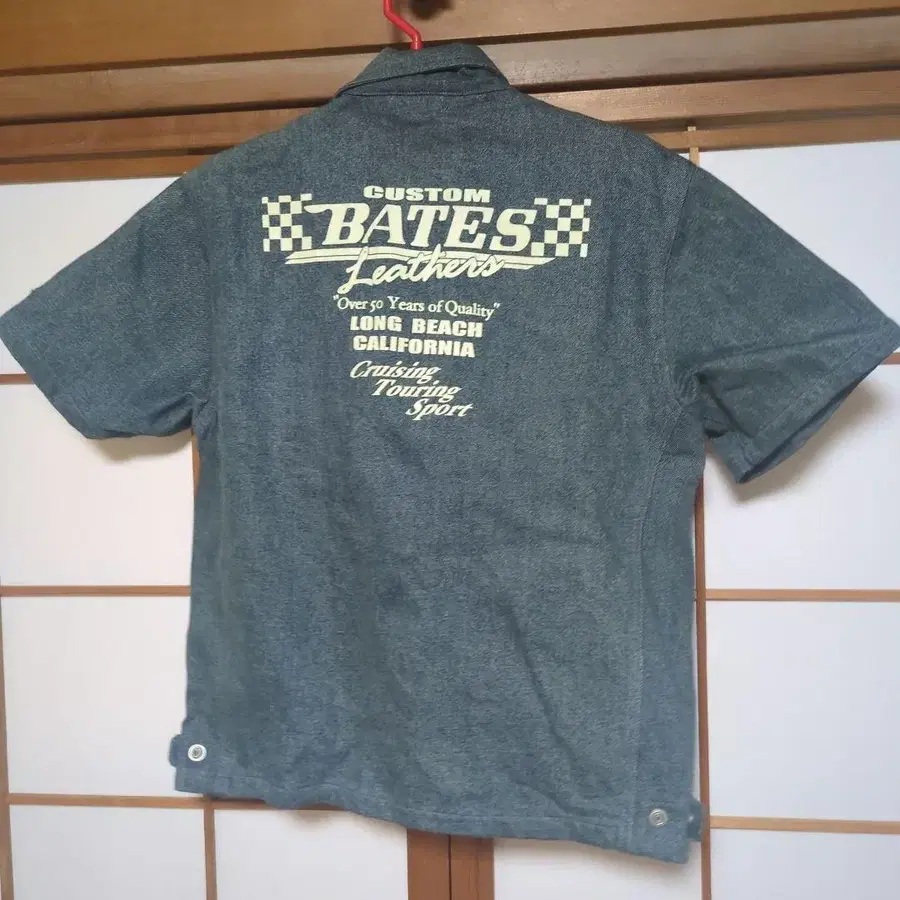 CUSTOM
BATES
Leathers
"Over 50 Years of Quality"
LONG BEACH
CALIFORNIA
Cruising
Touring
Sport